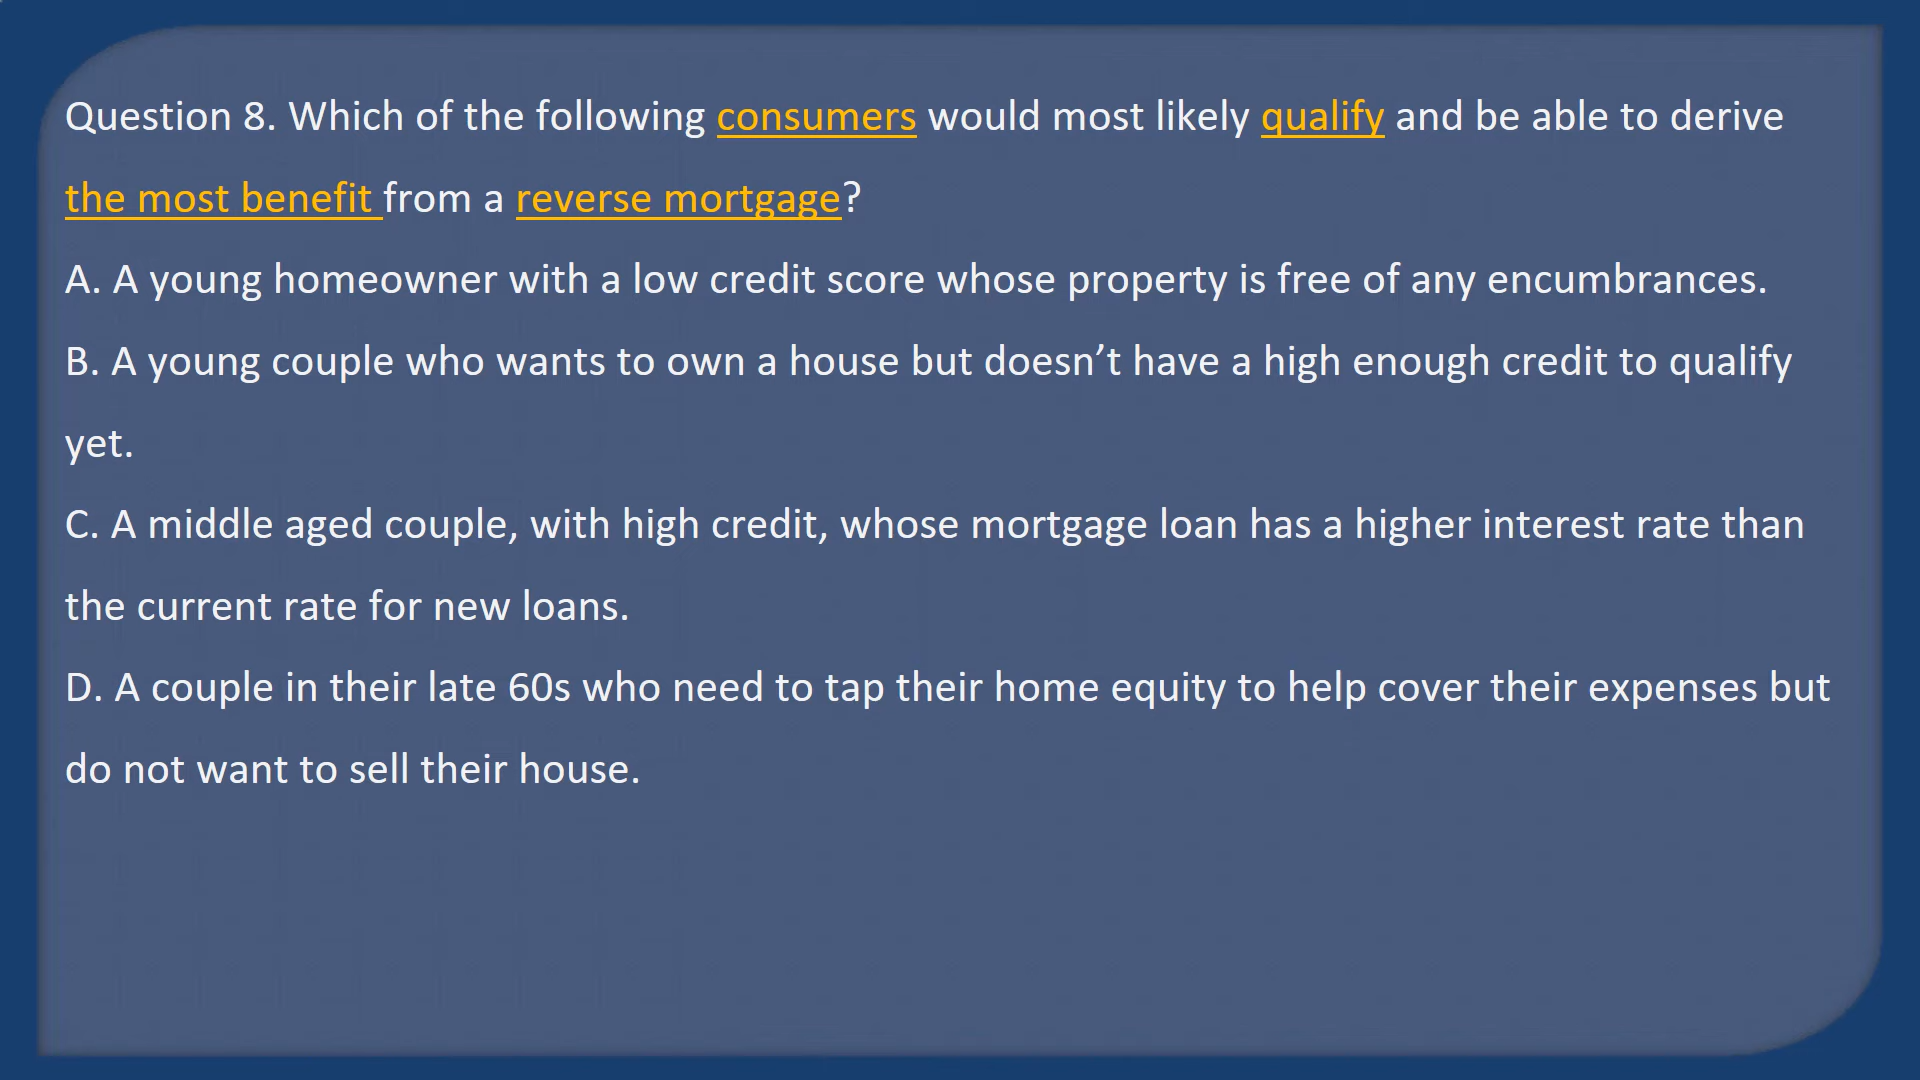 Question 8. Which of the following consumers would most likely qualify and be able to derive
the most benefit from a reverse mortgage?
A. A young homeowner with a low credit score whose property is free of any encumbrances.
B. A young couple who wants to own a house but doesn’t have a high enough credit to qualify
yet.
C. A middle aged couple, with high credit, whose mortgage loan has a higher interest rate than
the current rate for new loans.
D. A couple in their late 60s who need to tap their home equity to help cover their expenses but
do not want to sell their house.